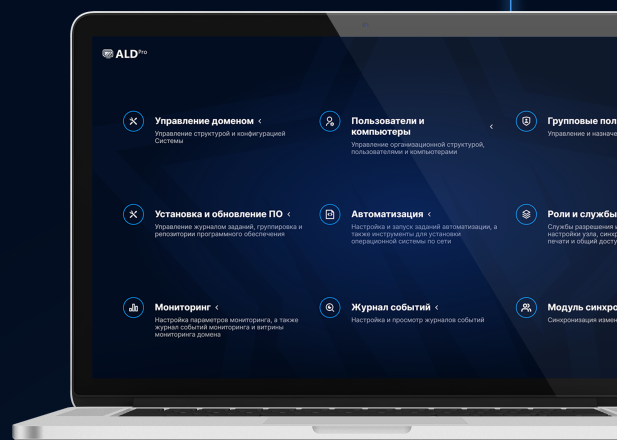 ALD Pro
Управление доменом
Управление структурой и конфигурацией
Системы
Пользователи и
компьютеры
Управление организационной структурой,
пользователями и компьютерами
Групповые пол
Управление и назначе
Установка и обновление ПО
Управление журналом заданий, группировка и
репозитории программного обеспечения
Автоматизация
Настройка и запуск заданий автоматизации, а
также инструменты для установки
операционной системы по сети
Роли и службы
Службы разрешения и
настройки узла, синхр
печати и общий досту
Мониторинг
Настройка параметров мониторинга, а также
журнал событий мониторинга и витрины
мониторинга домена
Журнал событий
Настройка и просмотр журналов событий
Модуль синхро
Синхронизация измен